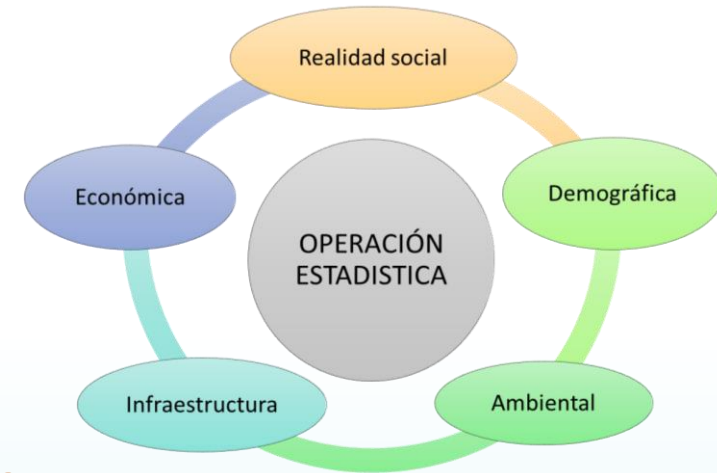 Realidad social
Económica
Demográfica
OPERACIÓN
ESTADISTICA
Infraestructura
Ambiental